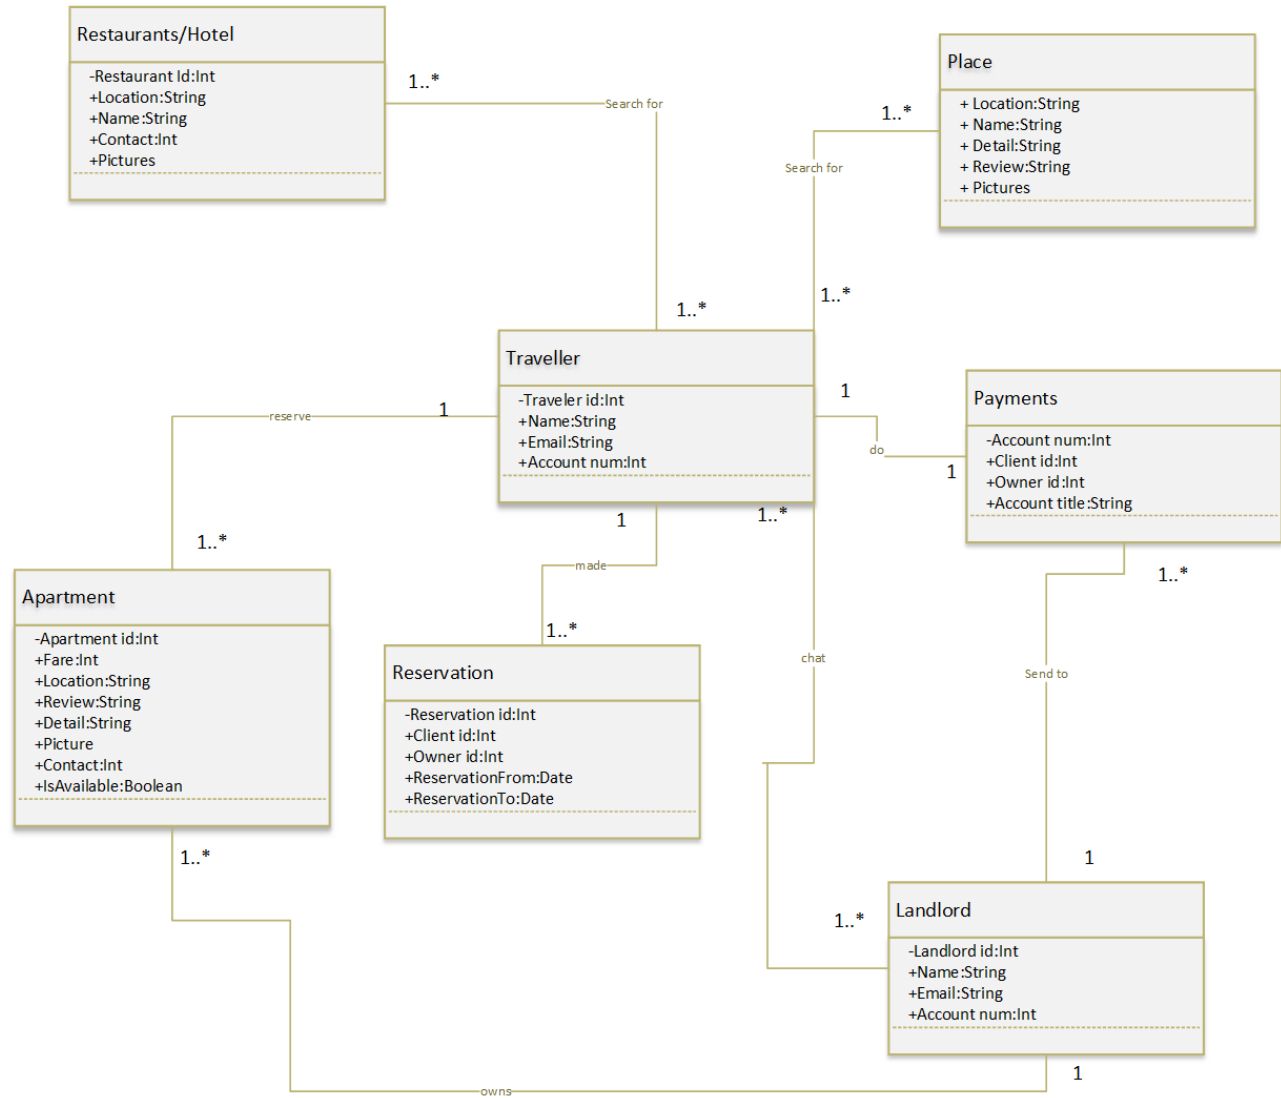 Restaurants/Hotel
-Restaurant Id:Int
+Location:String
+Name:String
+Contact:Int
+Pictures
1..*
Search for
1..*
Place
+ Location:String
+ Name:String
+ Detail:String
+ Review:String
+ Pictures
1..*
Search for
1..*
Traveller
-Traveler id:Int
+Name:String
+Email:String
+Account num:Int
1
reserve
1..*
1
do
1
Payments
-Account num:Int
+Client id:Int
+Owner id:Int
+Account title:String
1
made
1..*
1..*
chat
1..*
1..*
Send to
1
Apartment
-Apartment id:Int
+Fare:Int
+Location:String
+Review:String
+Detail:String
+Picture
+Contact:Int
+IsAvailable:Boolean
Reservation
-Reservation id:Int
+Client id:Int
+Owner id:Int
+ReservationFrom:Date
+ReservationTo:Date
1..*
owns
1
Landlord
-Landlord id:Int
+Name:String
+Email:String
+Account num:Int